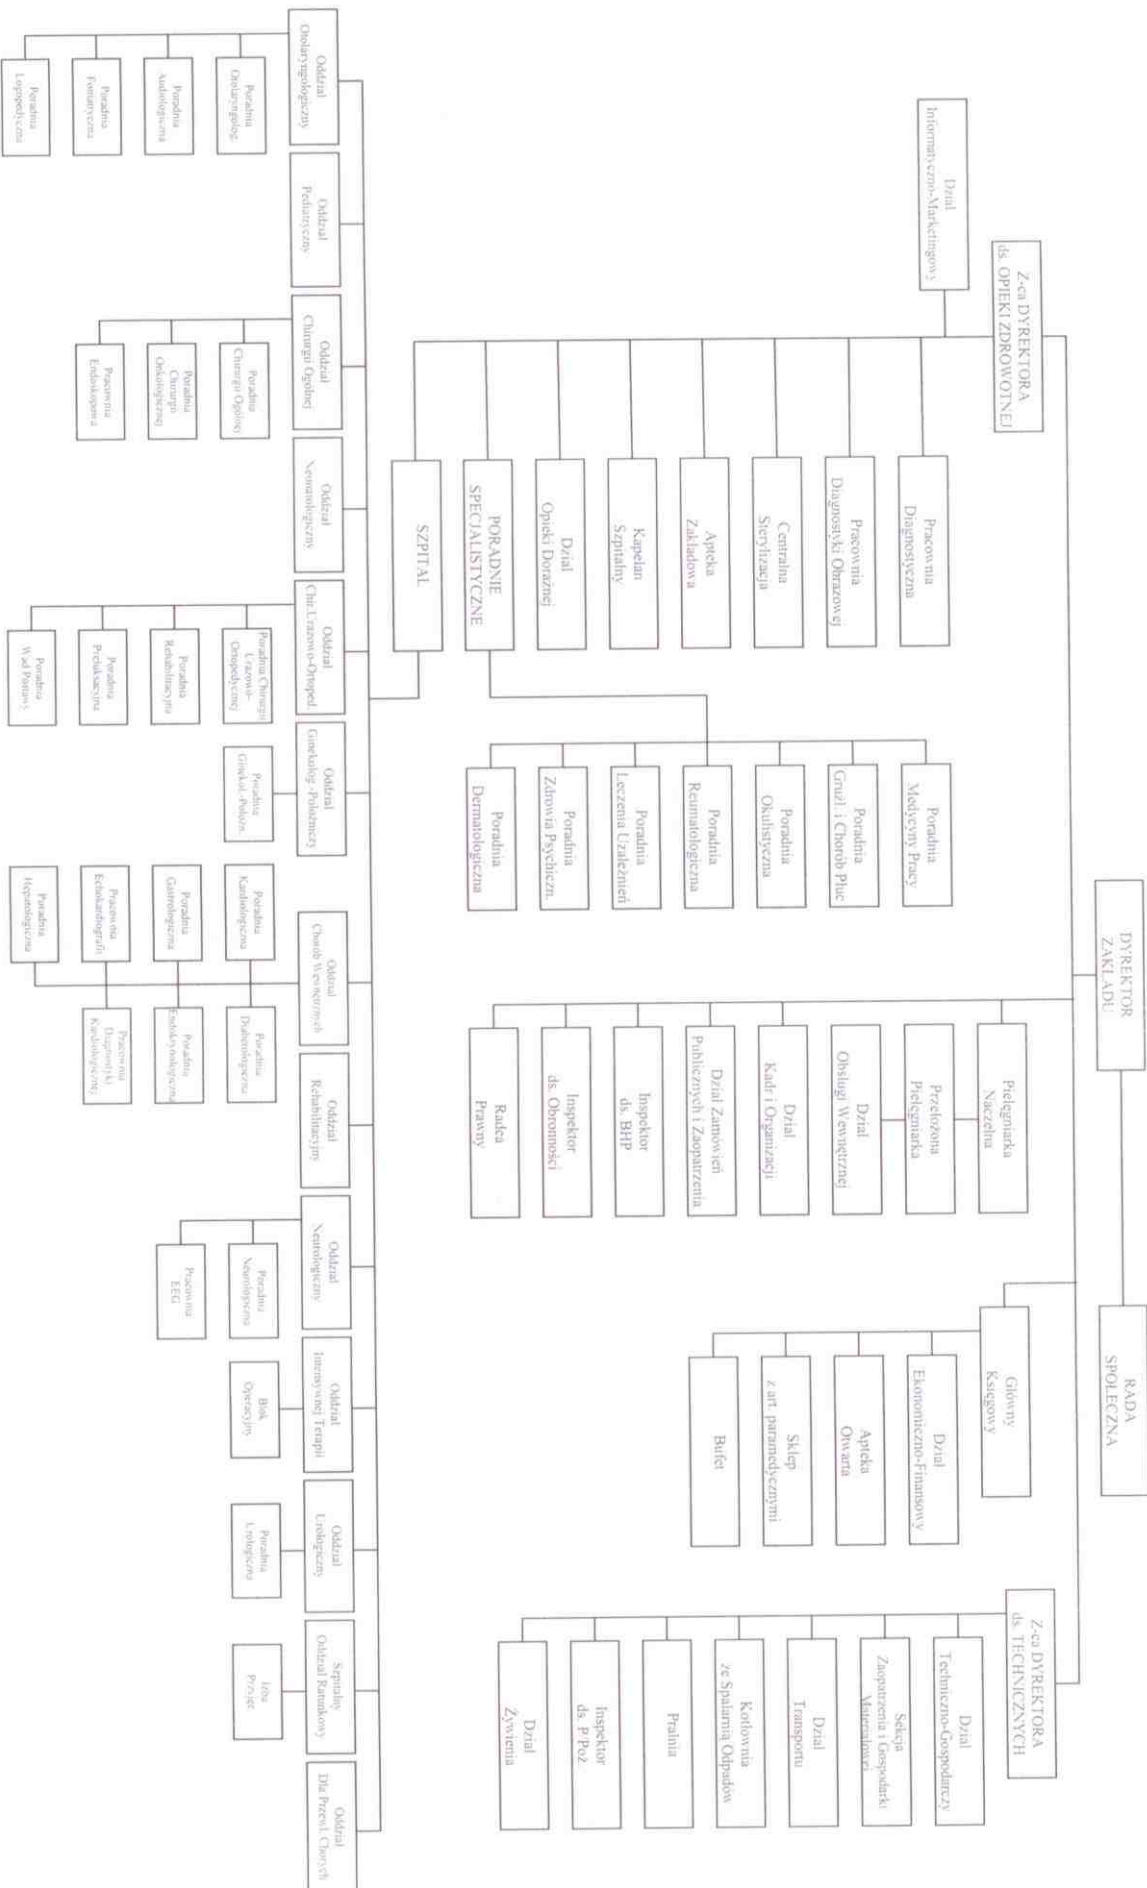 DYREKTOR
ZAKŁADU
RADA
SPOŁECZNA
Z-ca DYREKTORA
ds. OPIEKI ZDROWOTNEJ
Dział
Informatyczno-Marketingowy
Pracownia
Diagnostyczna
Pracownia
Diagnostyki Obrazowej
Centralna
Sterylizacja
Apteka
Zakładowa
Kapelan
Szpitalny
Dział
Opieki Doraźnej
PORADNIE
SPECJALISTYCZNE
SZPITAL
Poradnia
Medycyny Pracy
Poradnia
Gruźl. i Chorób Płuc
Poradnia
Okulistyczna
Poradnia
Reumatologiczna
Poradnia
Leczenia Uzależnień
Poradnia
Zdrowia Psychiczn.
Poradnia
Dermatologiczna
Pielęgniarka
Naczelna
Przełożona
Pielęgniarka
Dział
Obsługi Wewnętrznej
Dział
Kadr i Organizacji
Dział Zamówień
Publicznych i Zaopatrzenia
Inspektor
ds. BHP
Inspektor
ds. Obronności
Radca
Prawny
Główny
Księgowy
Dział
Ekonomiczno-Finansowy
Apteka
Otwarta
Sklep
z art. paramedycznymi
Bufet
Z-ca DYREKTORA
ds. TECHNICZNYCH
Dział
Techniczno-Gospodarczy
Sekcja
Zaopatrzenia i Gospodarki
Materiałowej
Dział
Transportu
Kotłownia
ze Spalarnią Odpadów
Pralnia
Inspektor
ds. P/Poż
Dział
Żywienia
Oddział
Otolaryngologiczny
Poradnia
Otolaryngolog.
Poradnia
Audiologiczna
Poradnia
Foniatryczna
Poradnia
Logopedyczna
Oddział
Pediatryczny
Oddział
Chirurgii Ogólnej
Poradnia
Chirurgii Ogólnej
Poradnia
Chirurgii
Onkologicznej
Pracownia
Endoskopowa
Oddział
Neonatologiczny
Oddział
Chir.Urazowo-Ortoped.
Poradnia Chirurgii
Urazowo-
Ortopedycznej
Poradnia
Rehabilitacyjna
Poradnia
Preluksacyjna
Poradnia
Wad Postawy
Oddział
Ginekolog.-Położniczy
Poradnia
Ginekol.-Położn.
Oddział
Chorób Wewnętrznych
Poradnia
Kardiologiczna
Poradnia
Diabetologiczna
Poradnia
Gastrologiczna
Poradnia
Endokrynologiczna
Pracownia
Echokardiografii
Pracownia
Diagnostyki
Kardiologicznej
Poradnia
Hepatologiczna
Oddział
Rehabilitacyjny
Oddział
Neurologiczny
Poradnia
Neurologiczna
Pracownia
EEG
Oddział
Intensywnej Terapii
Blok
Operacyjny
Oddział
Urologiczny
Poradnia
Urologiczna
Szpitalny
Oddział Ratunkowy
Izba
Przyjęć
Oddział
Dla Przewl. Chorych